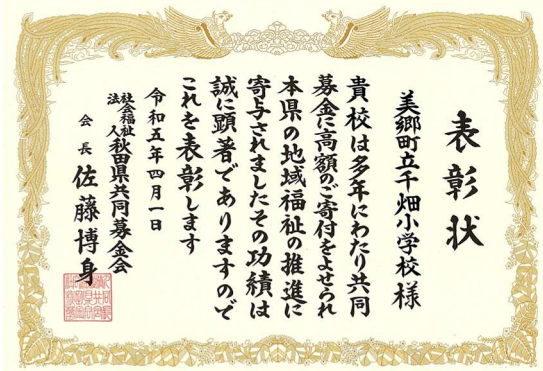 表彰状
美郷町立千畑小学校様
貴校は多年にわたり共同
募金に高額のご寄付をよせられ
本県の地域福祉の推進に
寄与されましたその功績は
誠に顕著でありますので
これを表彰します
令和五年四月一日
社会福祉法人秋田県共同募金会
会長 佐藤博身